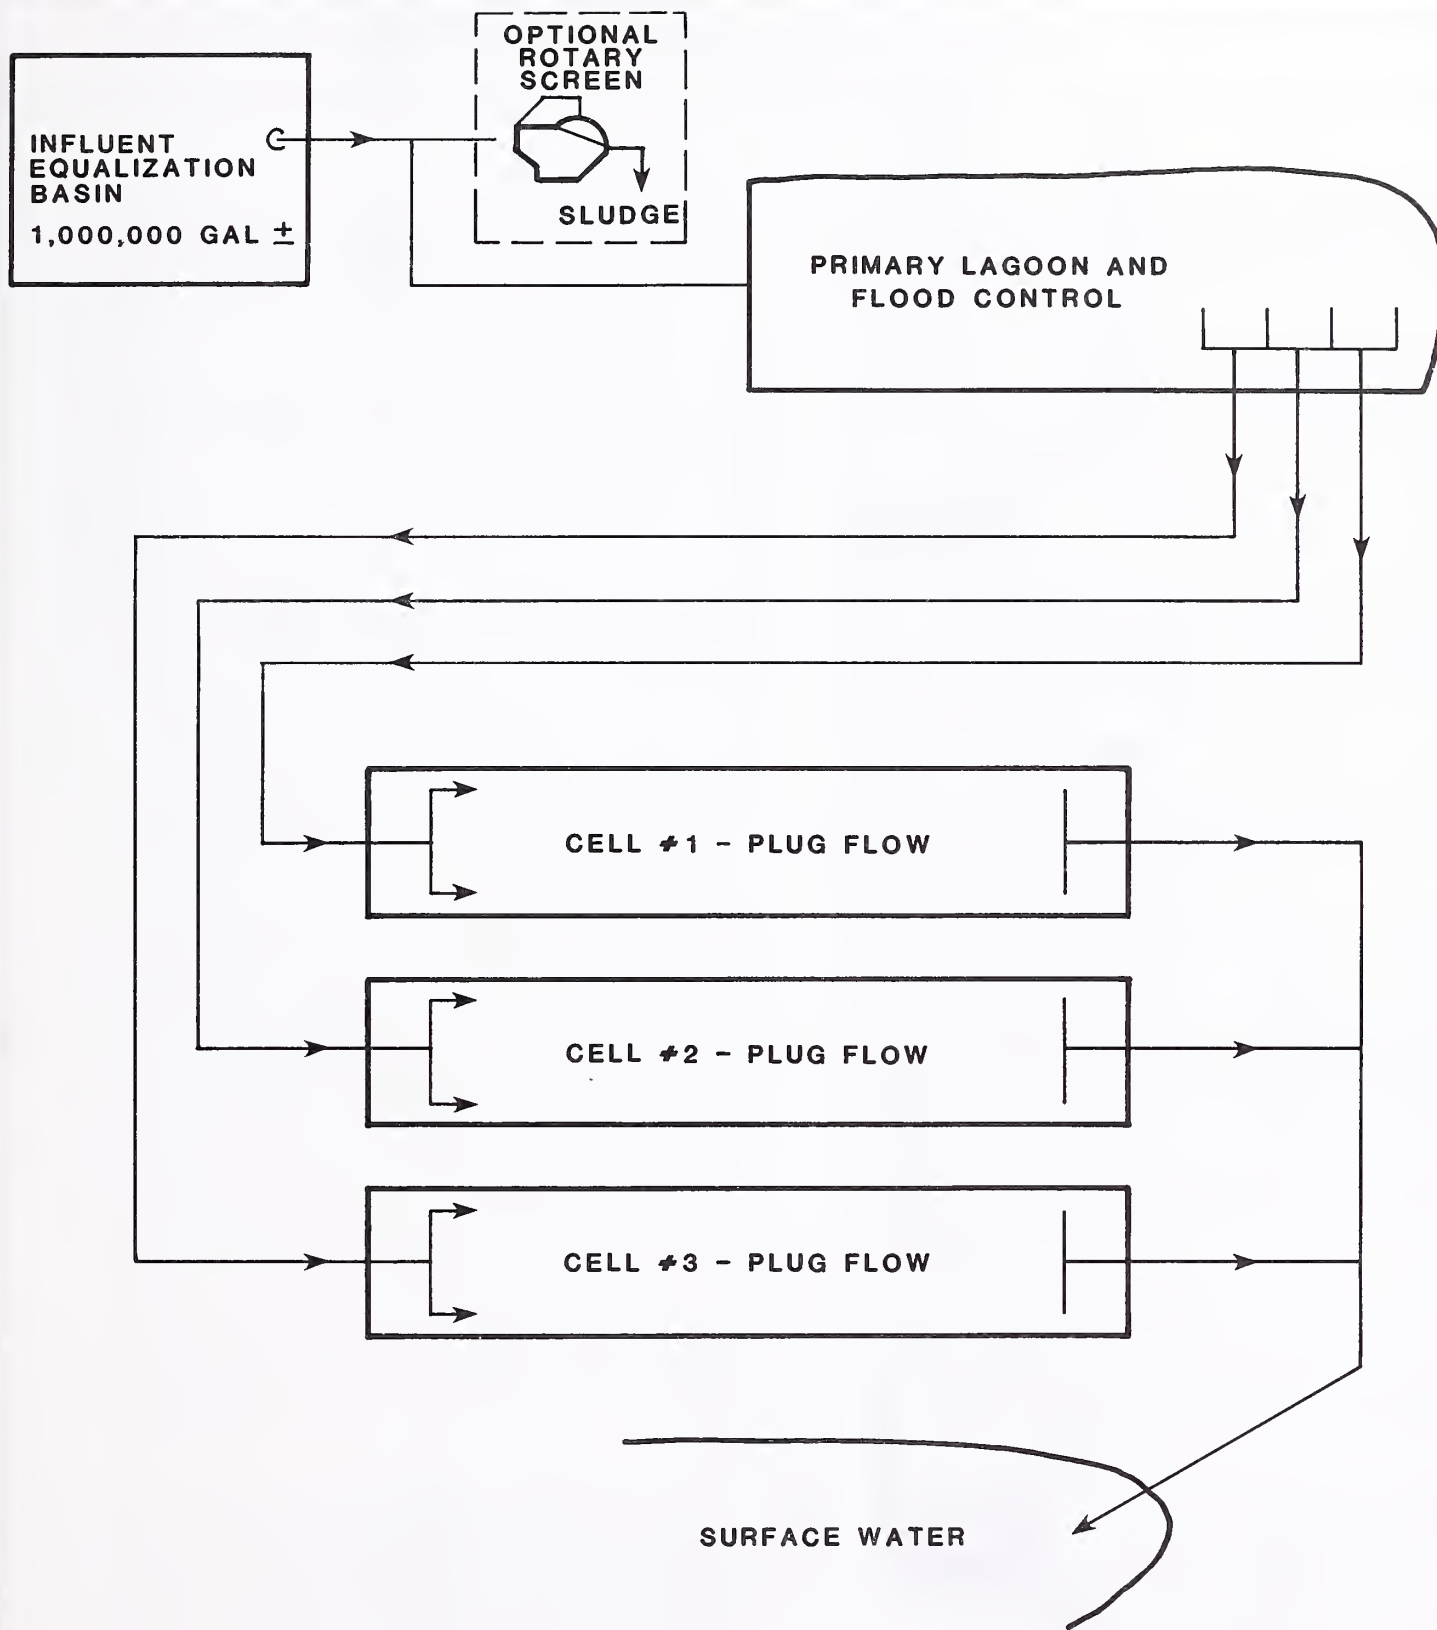 OPTIONAL
ROTARY
SCREEN
SLUDGE
INFLUENT
EQUALIZATION
BASIN
1,000,000 GAL ±
PRIMARY LAGOON AND
FLOOD CONTROL
CELL #1 - PLUG FLOW
CELL #2 - PLUG FLOW
CELL #3 - PLUG FLOW
SURFACE WATER